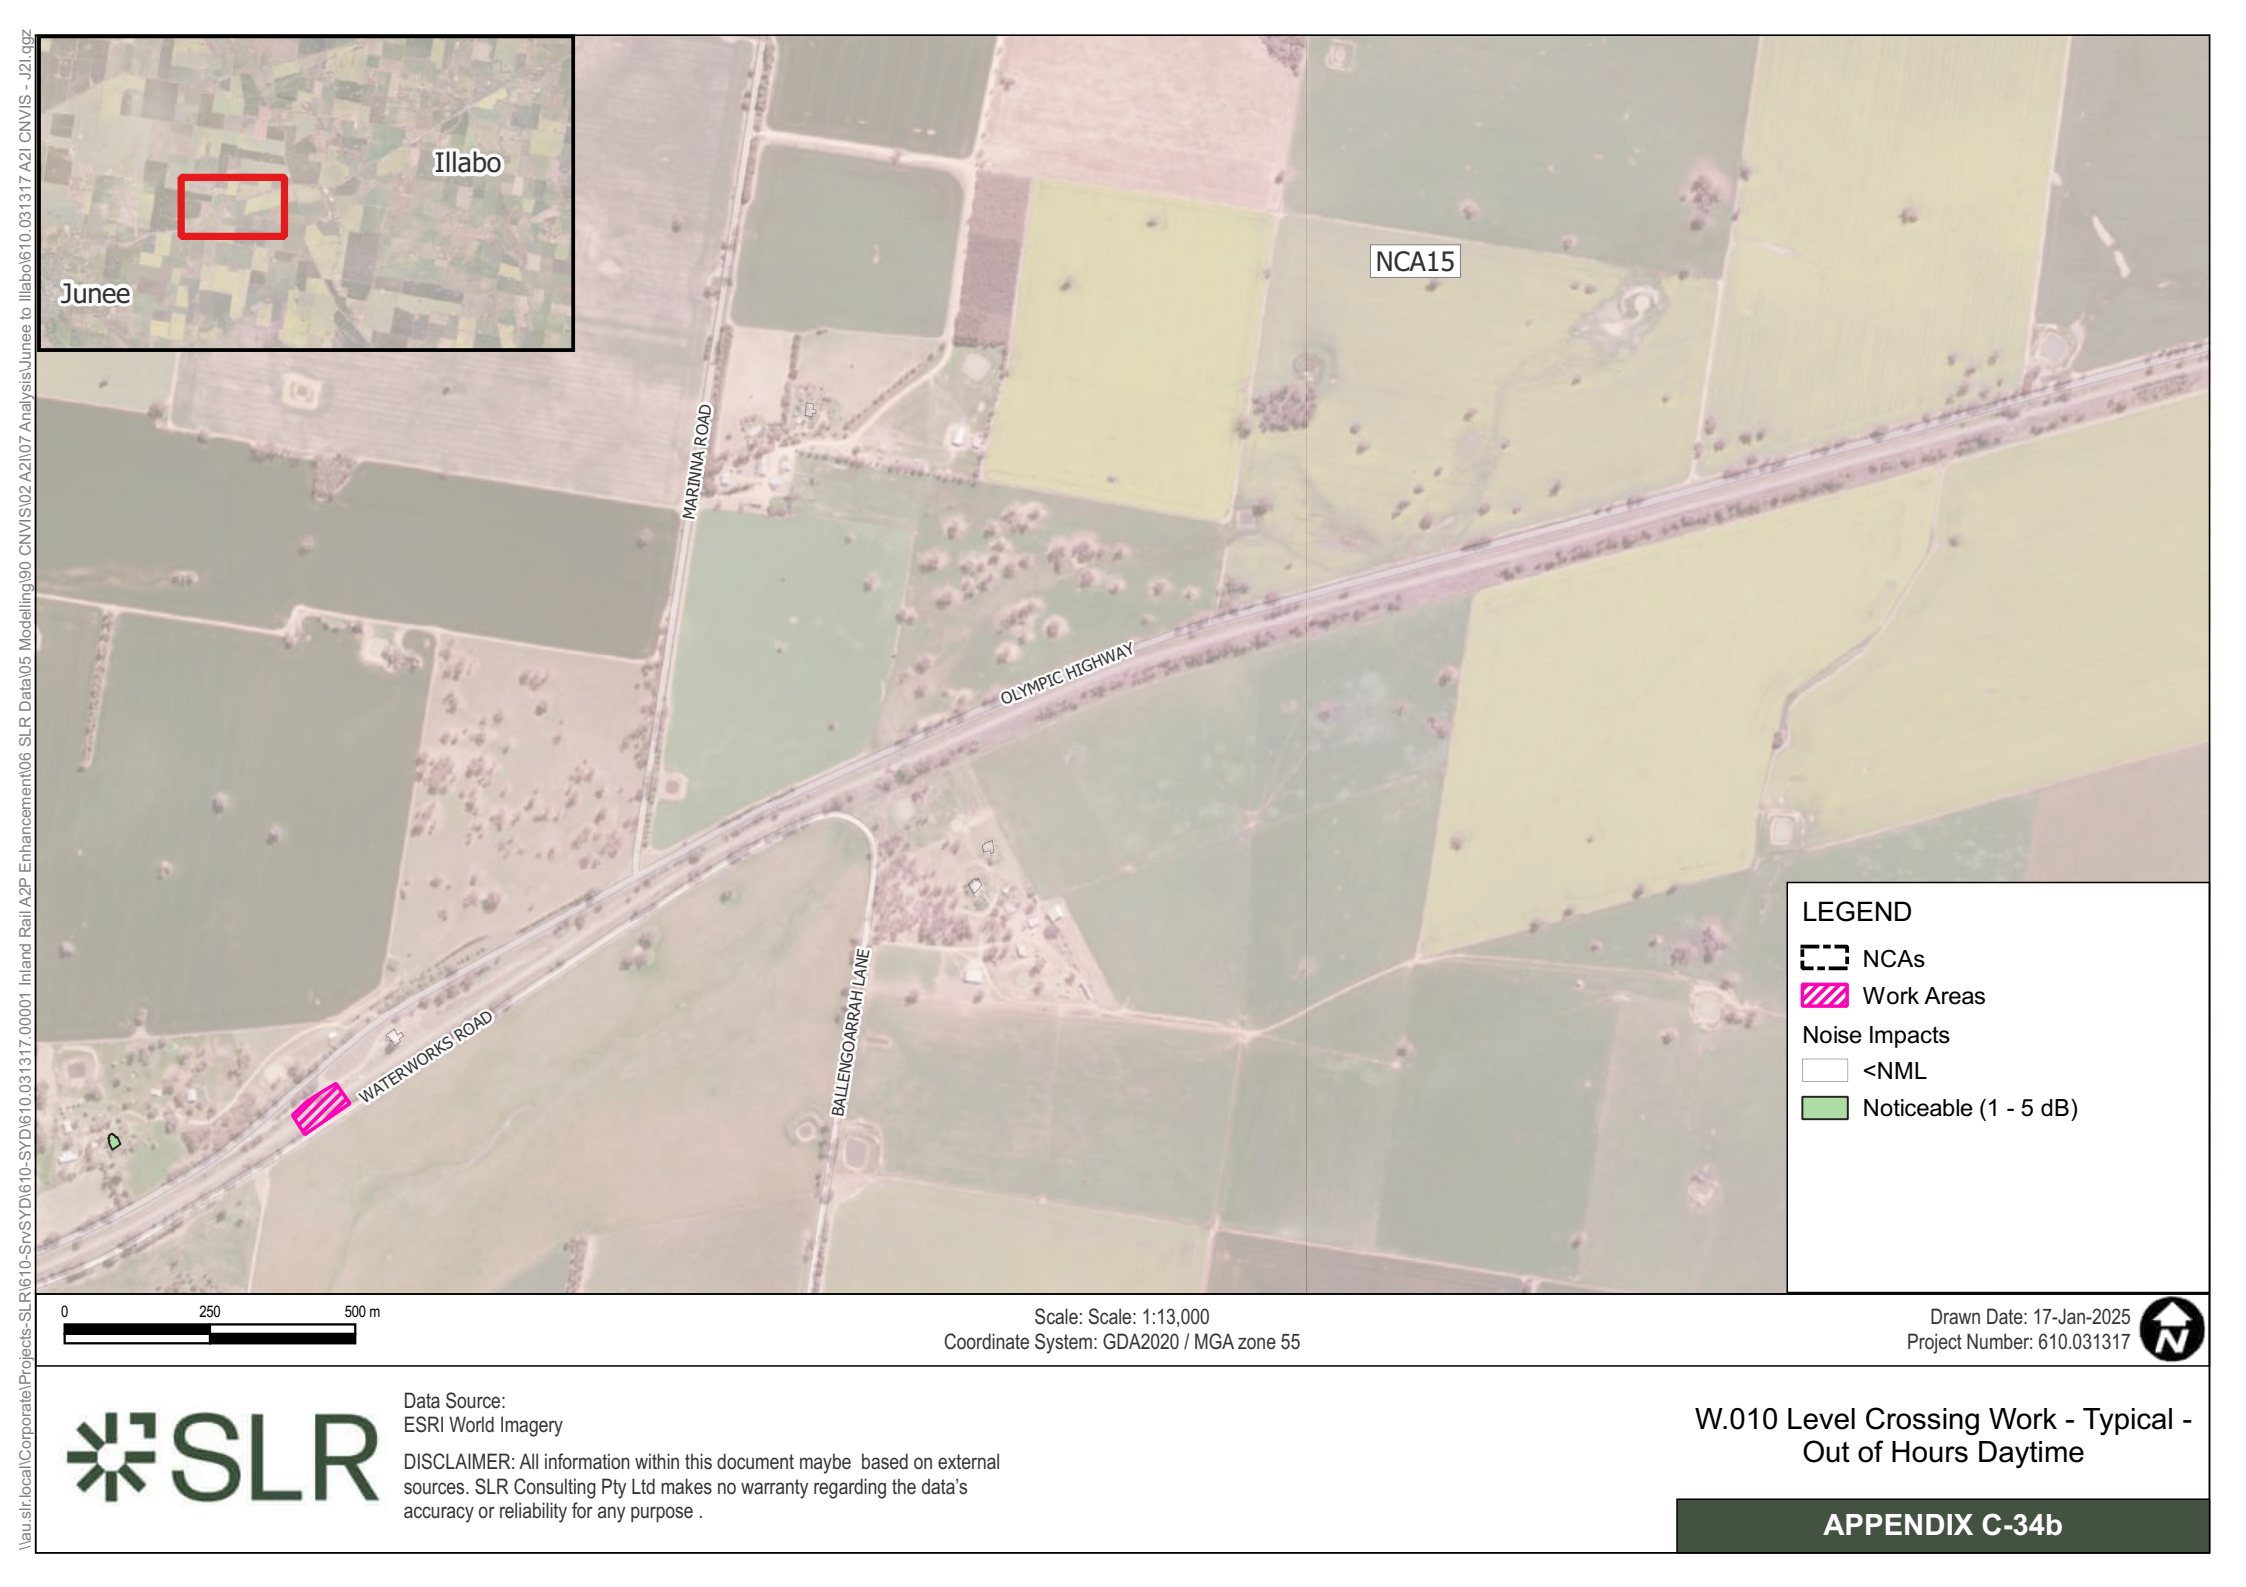 \\au.slr.local\Corporate\Projects-SLR\610-SrvSYD\610-SYD\610.031317.00001 Inland Rail A2P Enhancement\06 SLR Data\05 Modelling\90 CNVIS\02 A2I\07 Analysis\Junee to Illabo\610.031317 A2I CNVIS - J2I.qgz
Illabo
Junee
NCA15
MARINNA ROAD
OLYMPIC HIGHWAY
WATERWORKS ROAD
BALLENGOARRAH LANE
LEGEND
NCAs
Work Areas
Noise Impacts
<NML
Noticeable (1 - 5 dB)
0 250 500 m
Scale: Scale: 1:13,000
Coordinate System: GDA2020 / MGA zone 55
Drawn Date: 17-Jan-2025
Project Number: 610.031317
N
SLR
Data Source:
ESRI World Imagery
DISCLAIMER: All information within this document maybe based on external
sources. SLR Consulting Pty Ltd makes no warranty regarding the data's
accuracy or reliability for any purpose .
W.010 Level Crossing Work - Typical -
Out of Hours Daytime
APPENDIX C-34b